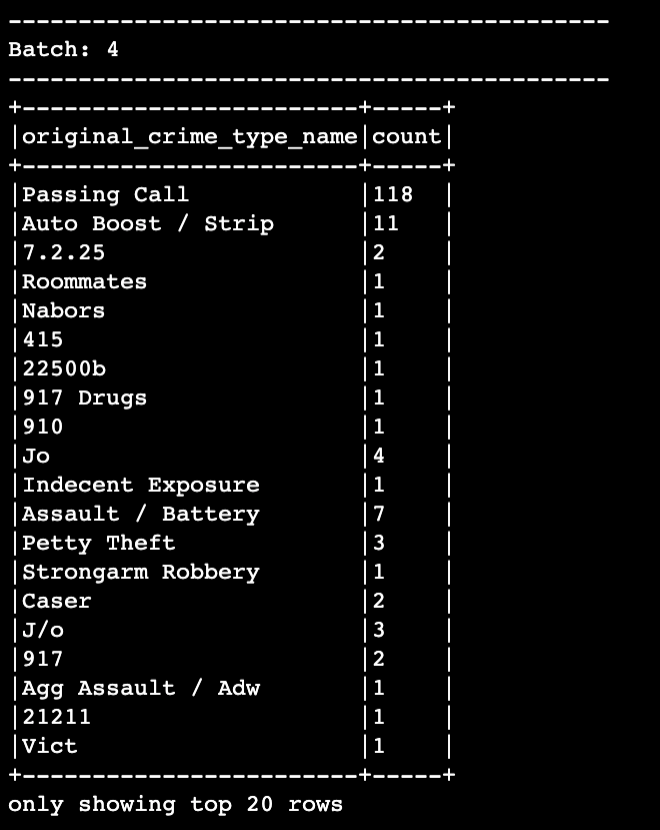 -------------------------------------------
Batch: 4
-------------------------------------------
+------------------------+-----+
|original_crime_type_name|count|
+------------------------+-----+
|Passing Call            |118  |
|Auto Boost / Strip      |11   |
|7.2.25                  |2    |
|Roommates               |1    |
|Nabors                  |1    |
|415                     |1    |
|22500b                  |1    |
|917 Drugs               |1    |
|910                     |1    |
|Jo                      |4    |
|Indecent Exposure       |1    |
|Assault / Battery       |7    |
|Petty Theft             |3    |
|Strongarm Robbery       |1    |
|Caser                   |2    |
|J/o                     |3    |
|917                     |2    |
|Agg Assault / Adw       |1    |
|21211                   |1    |
|Vict                    |1    |
+------------------------+-----+
only showing top 20 rows